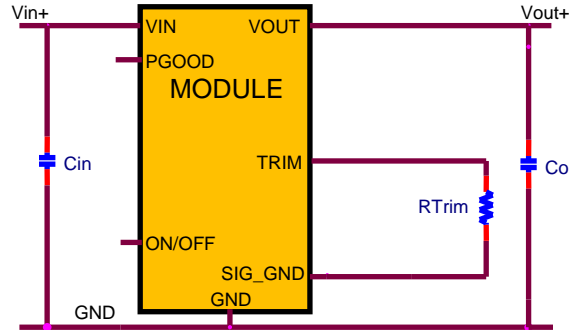 Vin+
Vout+
VIN
VOUT
PGOOD
MODULE
Cin
TRIM
Co
RTrim
ON/OFF
SIG_GND
GND
GND